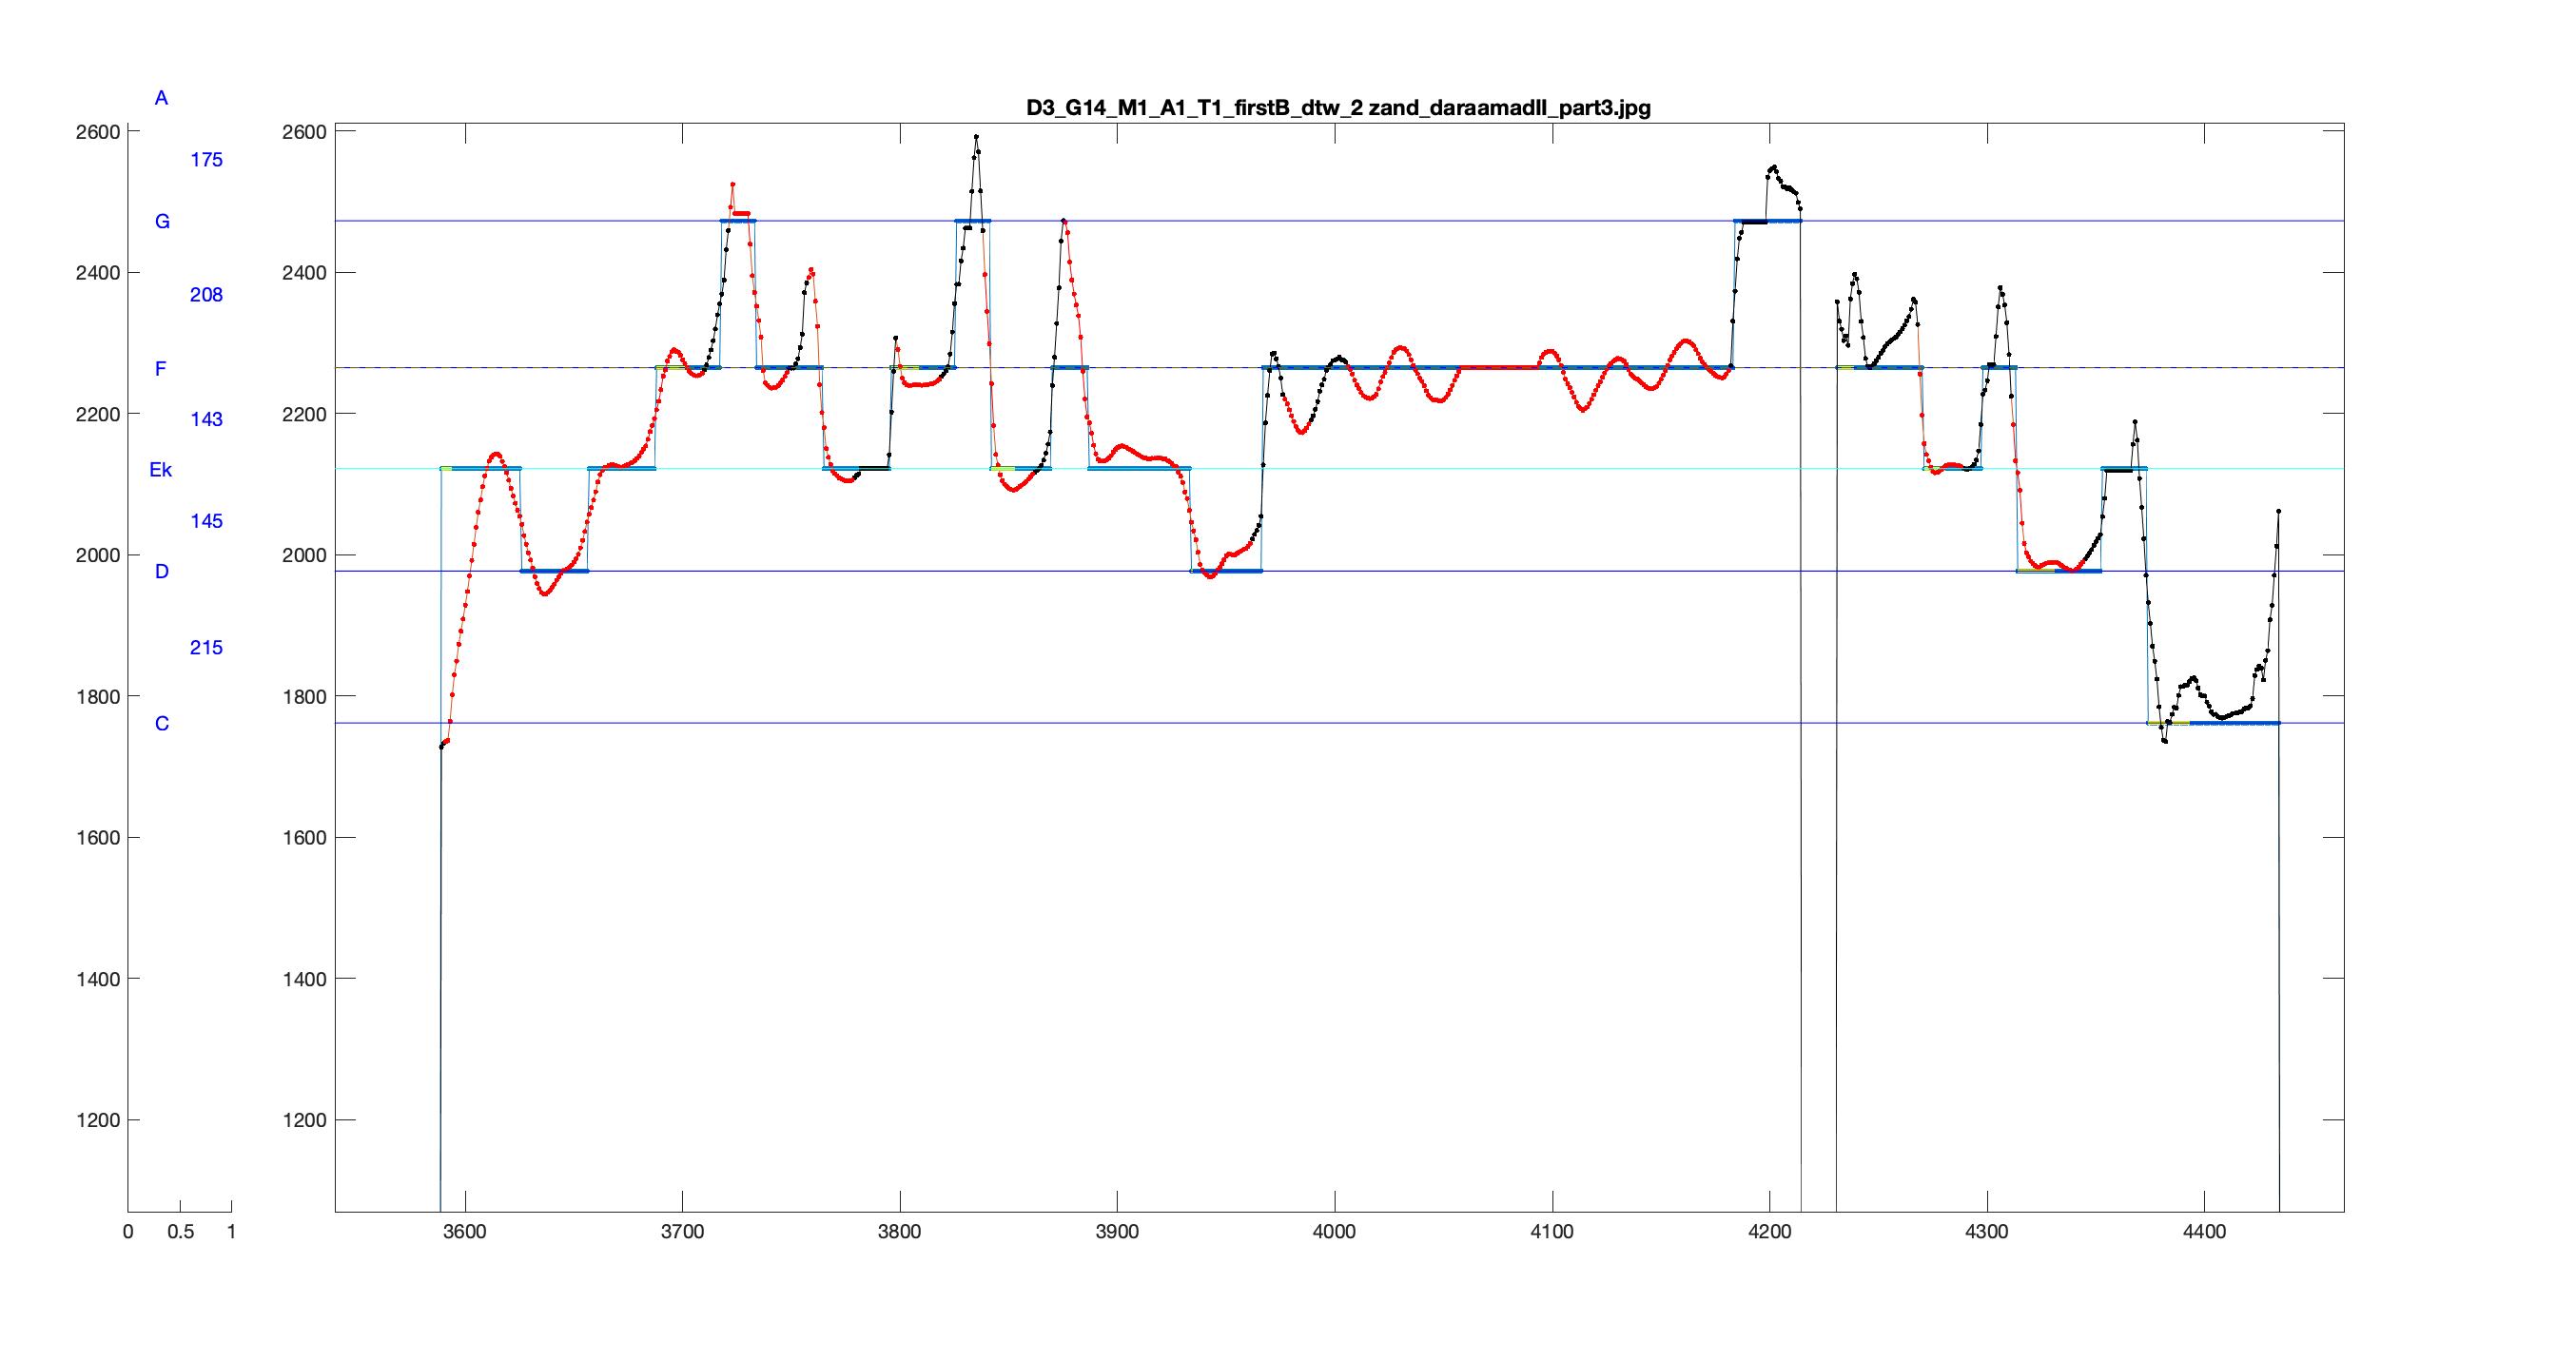 D3_G14_M1_A1_T1_firstB_dtw_2 zand_daraamadII_part3.jpg
A
2600 2600
175
G
2400 2400
208
F
143
2200 2200
Ek
145
2000 2000
D
215
1800 1800
C
1600 1600
1400 1400
1200 1200
0 0.5 1 3600 3700 3800 3900 4000 4100 4200 4300 4400